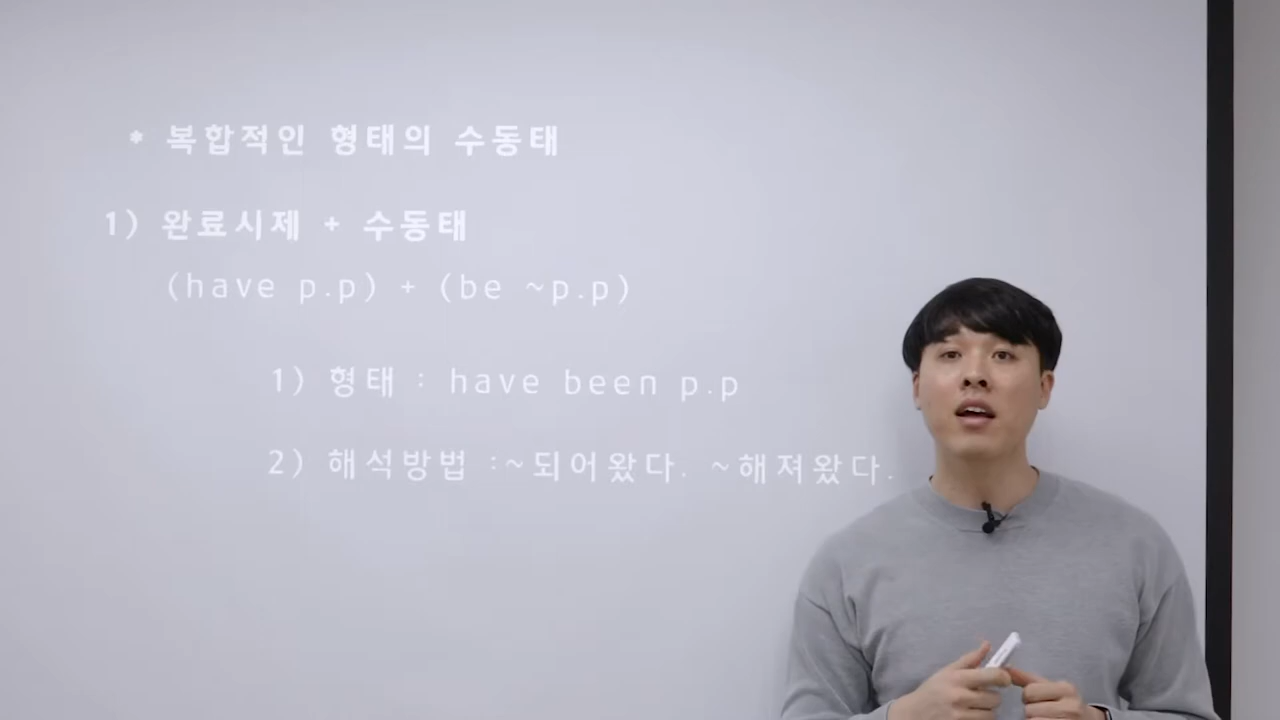 * 복합적인 형태의 수동태
1) 완료시제 + 수동태
(have p.p) + (be ~p.p)
1) 형태 : have been p.p
2) 해석방법 :~되어왔다. ~해져왔다.